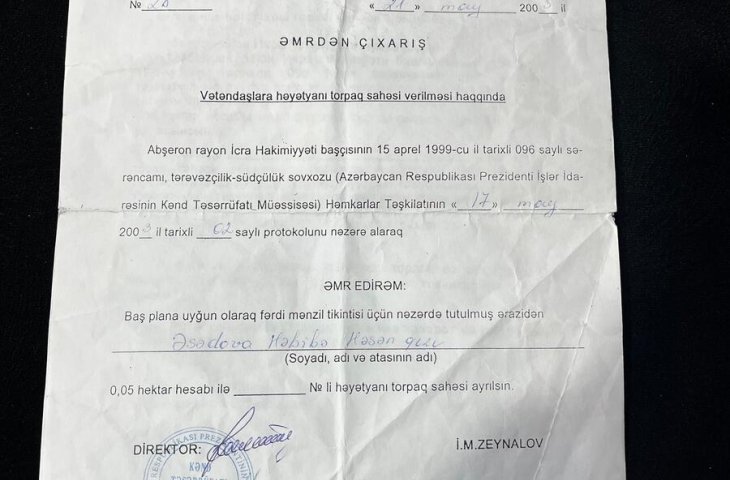 № 20 « 21 » may 2003 il
ƏMRDƏN ÇIXARIŞ
Vətəndaşlara həyətyanı torpaq sahəsi verilməsi haqqında
Abşeron rayon İcra Hakimiyyəti başçısının 15 aprel 1999-cu il tarixli 096 saylı sə-
rəncamı, tərəvəzçilik-südçülük sovxozu (Azərbaycan Respublikası Prezidenti İşlər İda-
rəsinin Kənd Təsərrüfatı Müəssisəsi) Həmkarlar Təşkilatının « 17 » may
2003 il tarixli 02 saylı protokolunu nəzərə alaraq
ƏMR EDİRƏM:
Baş plana uyğun olaraq fərdi mənzil tikintisi üçün nəzərdə tutulmuş ərazidən
Əsədova Həbibə Həsən qızı
(Soyadı, adı və atasının adı)
0,05 hektar hesabı ilə № li həyətyanı torpaq sahəsi ayrılsın.
DİREKTOR: İ.M.ZEYNALOV
KƏND